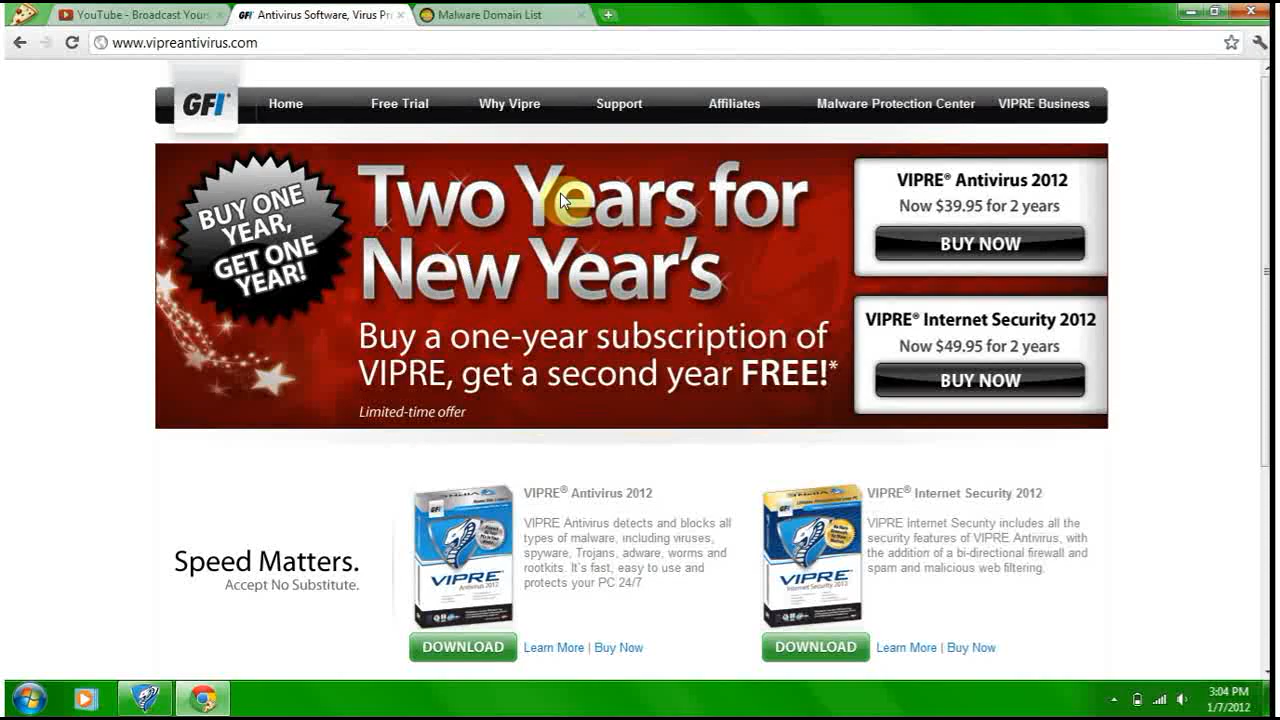 YouTube - Broadcast Yours
GFI Antivirus Software, Virus Pr
Malware Domain List
www.vipreantivirus.com
GFI®
Home
Free Trial
Why Vipre
Support
Affiliates
Malware Protection Center
VIPRE Business
BUY ONE
YEAR,
GET ONE
YEAR!
Two Years for
New Year's
Buy a one-year subscription of
VIPRE, get a second year FREE!*
Limited-time offer
VIPRE® Antivirus 2012
Now $39.95 for 2 years
BUY NOW
VIPRE® Internet Security 2012
Now $49.95 for 2 years
BUY NOW
Speed Matters.
Accept No Substitute.
GFI
VIPRE
Antivirus 2012
VIPRE® Antivirus 2012
VIPRE Antivirus detects and blocks all
types of malware, including viruses,
spyware, Trojans, adware, worms and
rootkits. It's fast, easy to use and
protects your PC 24/7
DOWNLOAD
Learn More | Buy Now
GFI
VIPRE
Internet Security 2012
VIPRE® Internet Security 2012
VIPRE Internet Security includes all the
security features of VIPRE Antivirus, with
the addition of a bi-directional firewall and
spam and malicious web filtering.
DOWNLOAD
Learn More | Buy Now
3:04 PM
1/7/2012